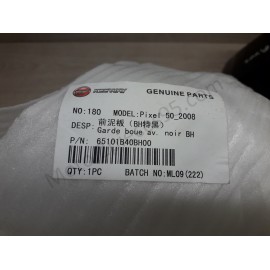 GENUINE PARTS
NO: 180 MODEL: Pixel 50_2008
DESP: 前泥板（BH特黑）
Garde boue av. noir BH
P/N: 65101B40BH00
QTY: 1PC BATCH NO: ML09(222)